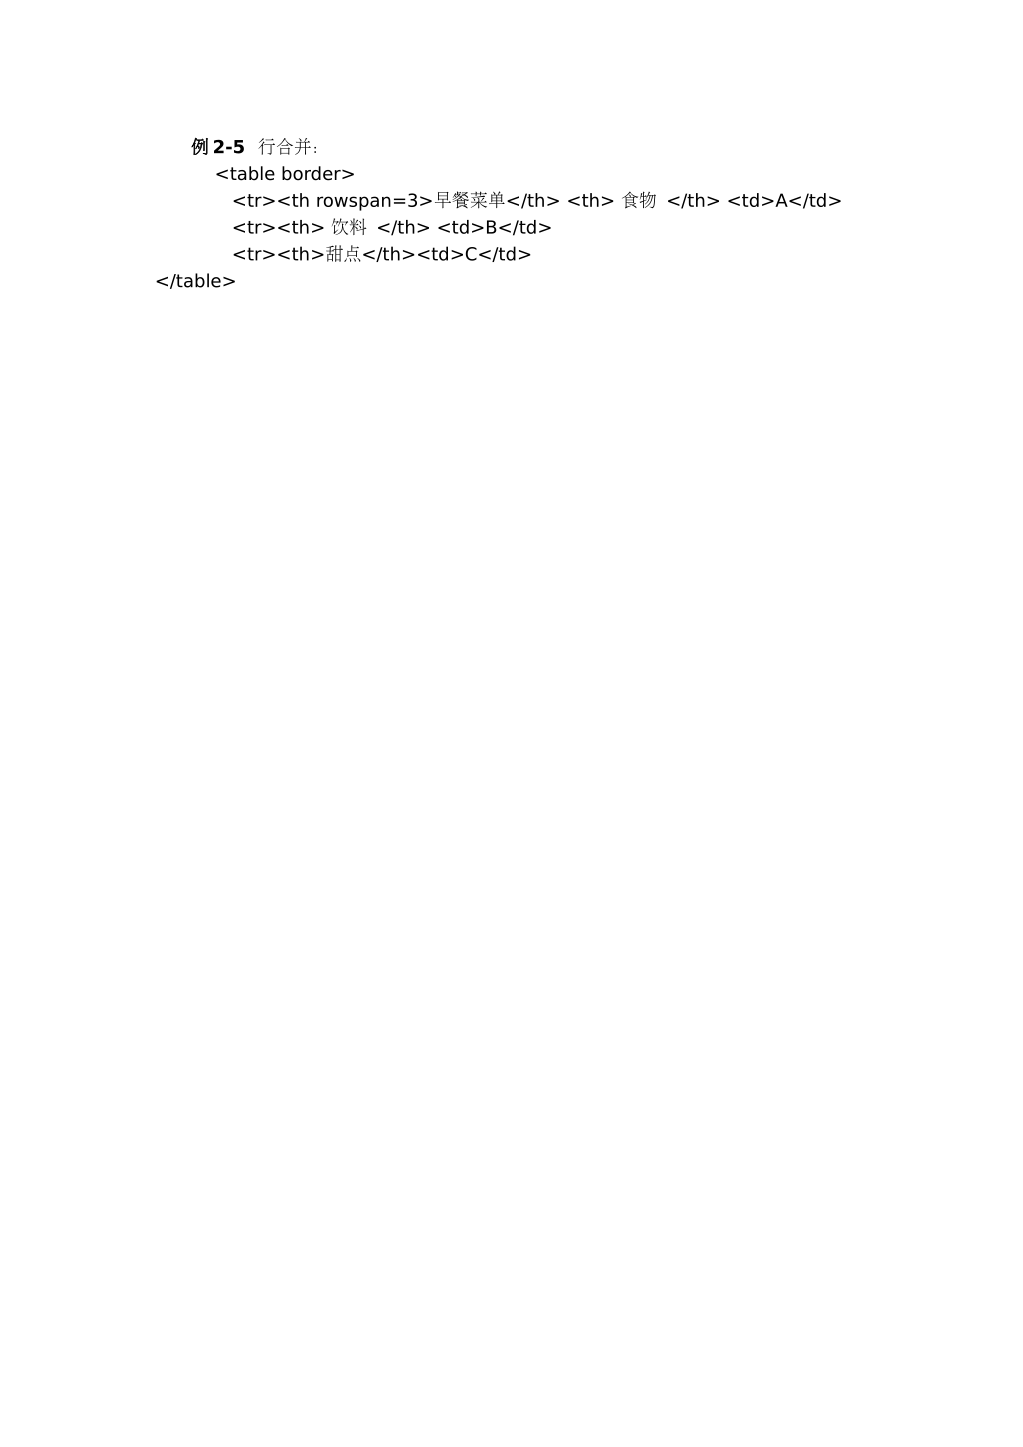 例 2-5 行合并：
<table border>
<tr><th rowspan=3>早餐菜单</th> <th> 食物 </th> <td>A</td>
<tr><th> 饮料 </th> <td>B</td>
<tr><th>甜点</th><td>C</td>
</table>